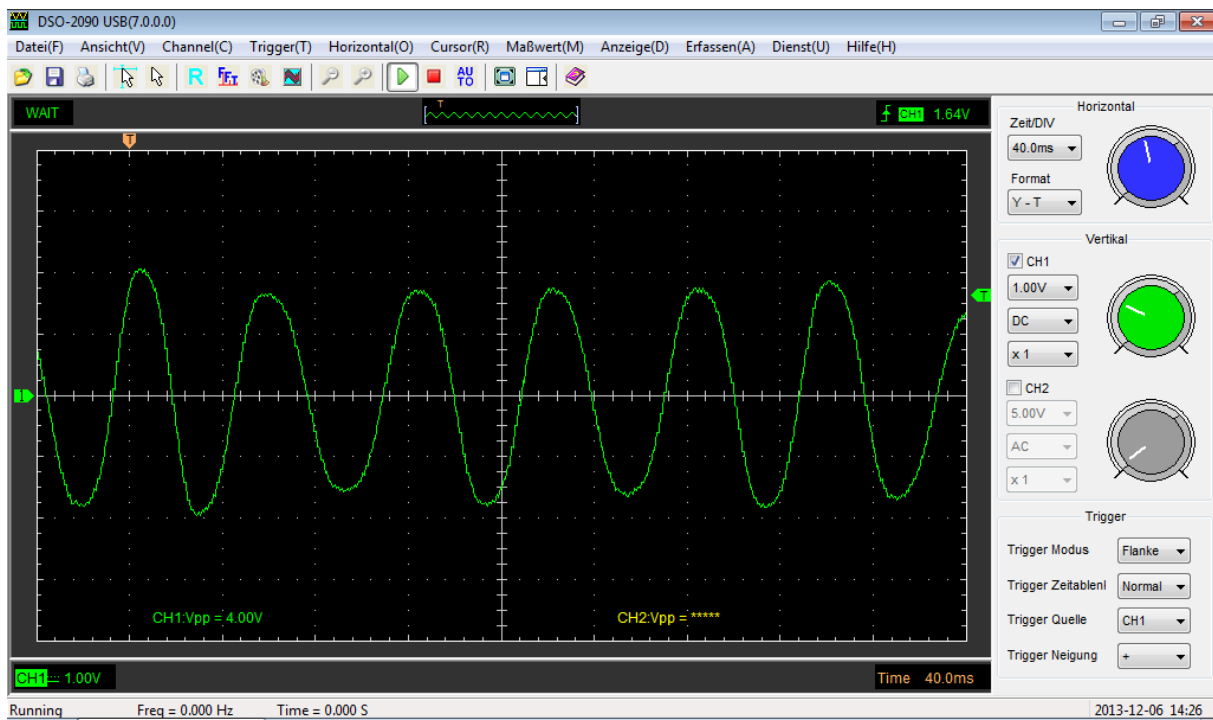 DSO-2090 USB(7.0.0.0)
Datei(F) Ansicht(V) Channel(C) Trigger(T) Horizontal(O) Cursor(R) Maßwert(M) Anzeige(D) Erfassen(A) Dienst(U) Hilfe(H)
R FFT AUTO
WAIT
T
CH1 1.64V
T
T
1
CH1:Vpp = 4.00V
CH2:Vpp = *****
CH1 1.00V
Time 40.0ms
Horizontal
Zeit/DIV
40.0ms
Format
Y - T
Vertikal
CH1
1.00V
DC
x 1
CH2
5.00V
AC
x 1
Trigger
Trigger Modus Flanke
Trigger Zeitablenl Normal
Trigger Quelle CH1
Trigger Neigung +
Running Freq = 0.000 Hz Time = 0.000 S 2013-12-06 14:26